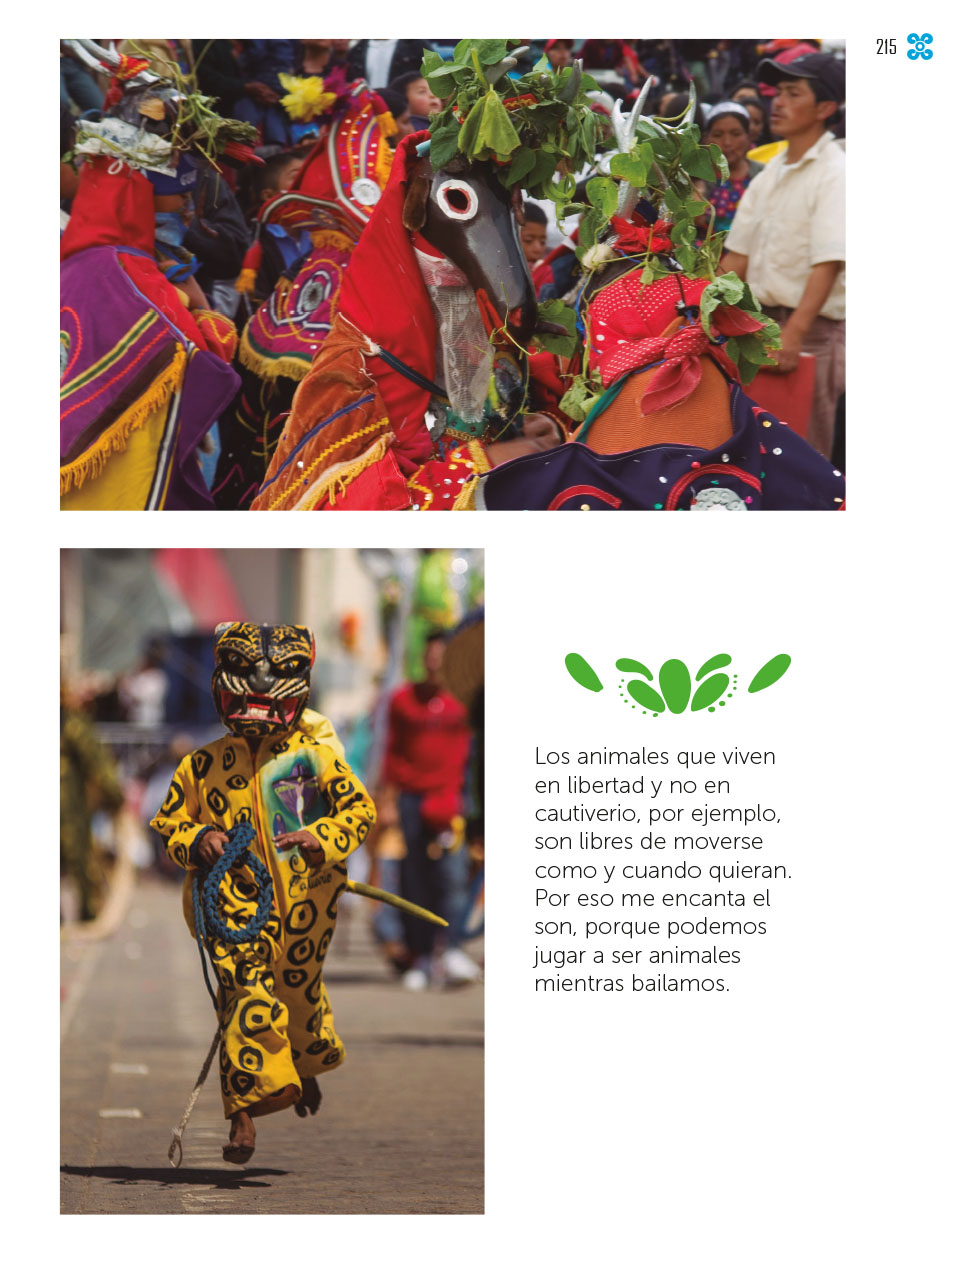 215
Los animales que viven
en libertad y no en
cautiverio, por ejemplo,
son libres de moverse
como y cuando quieran.
Por eso me encanta el
son, porque podemos
jugar a ser animales
mientras bailamos.